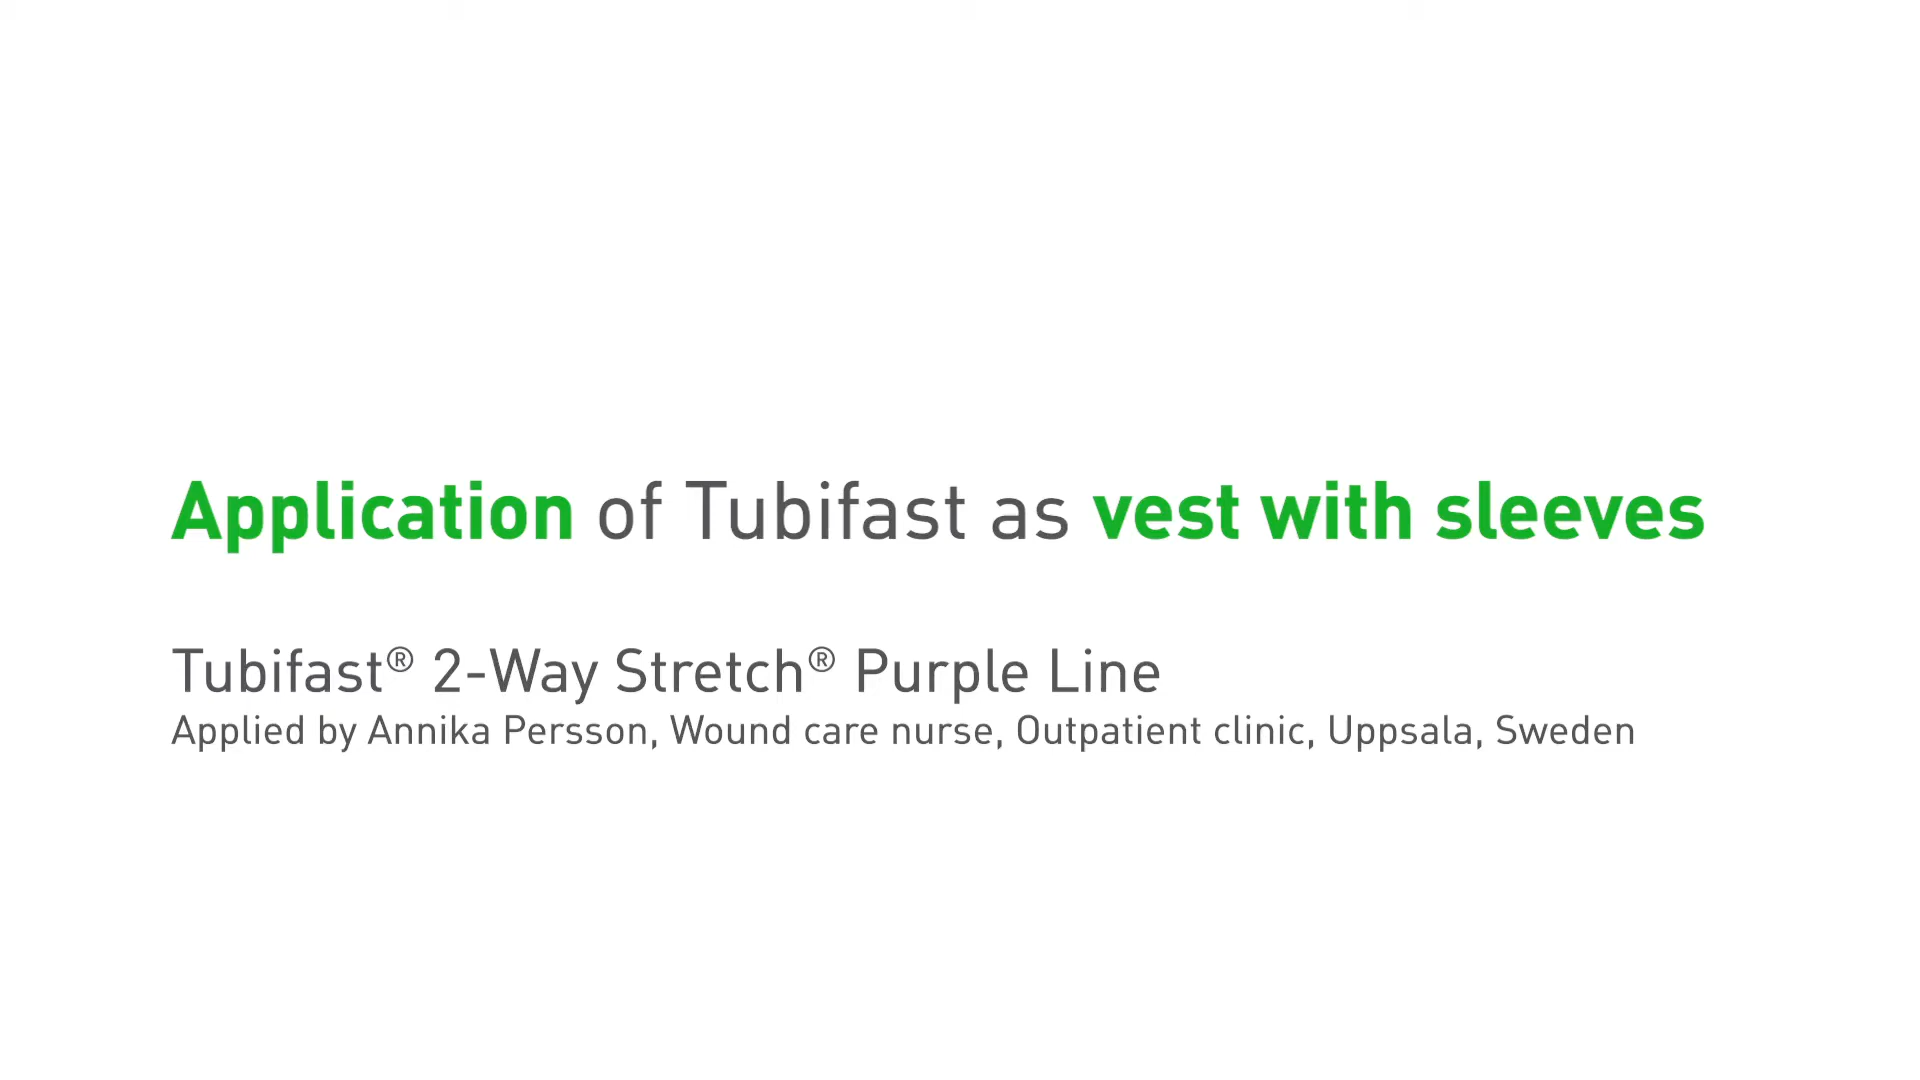 Application of Tubifast as vest with sleeves
Tubifast® 2-Way Stretch® Purple Line
Applied by Annika Persson, Wound care nurse, Outpatient clinic, Uppsala, Sweden